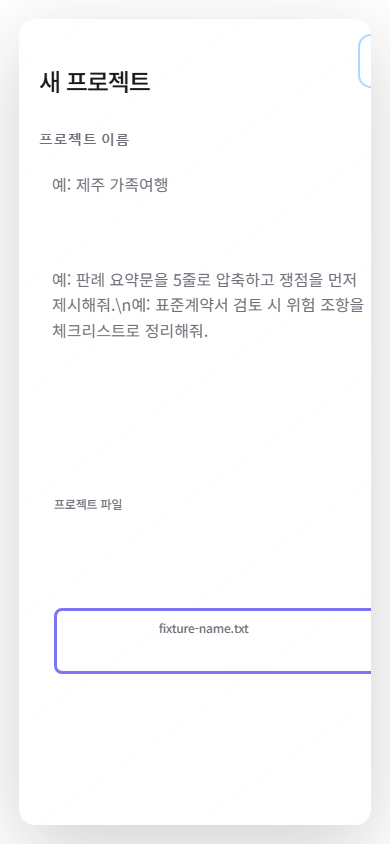 새 프로젝트
프로젝트 이름
예: 제주 가족여행
예: 판례 요약문을 5줄로 압축하고 쟁점을 먼저
제시해줘.\n예: 표준계약서 검토 시 위험 조항을
체크리스트로 정리해줘.
프로젝트 파일
fixture-name.txt